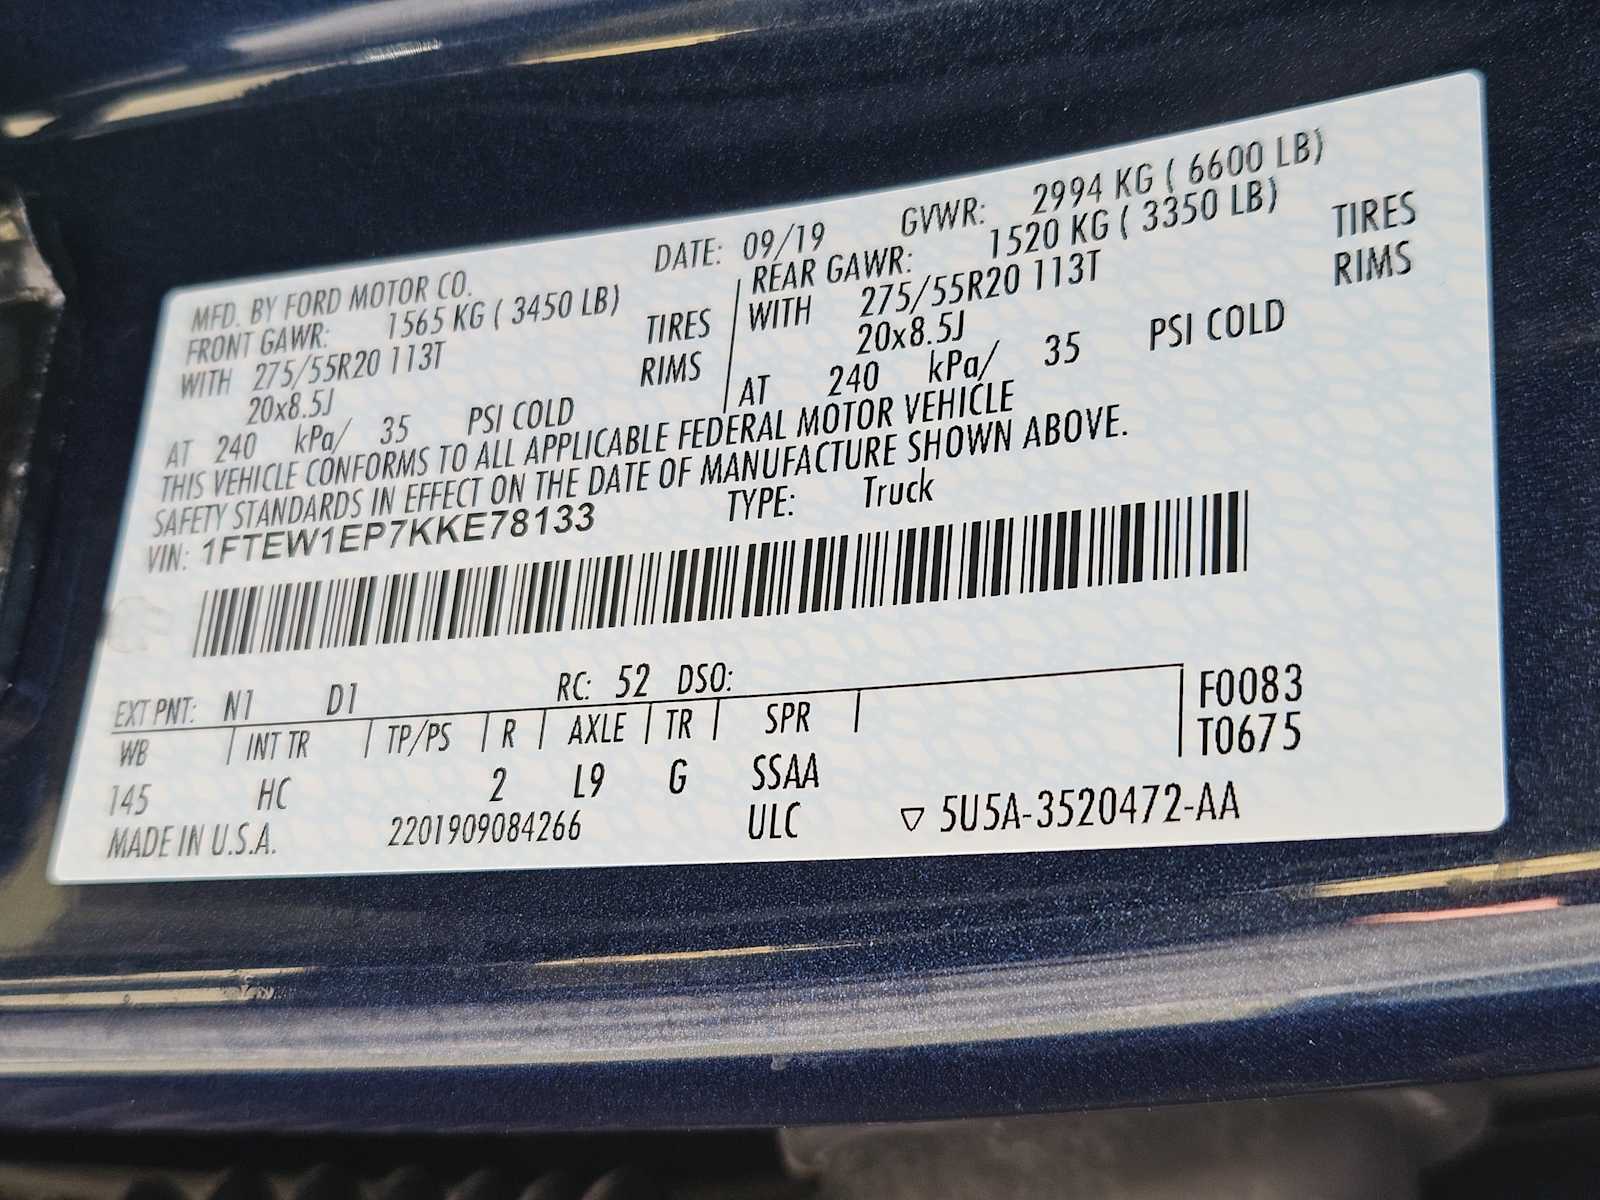 MFD. BY FORD MOTOR CO. DATE: 09/19 GVWR: 2994 KG ( 6600 LB)
FRONT GAWR: 1565 KG ( 3450 LB) REAR GAWR: 1520 KG ( 3350 LB)
WITH 275/55R20 113T TIRES WITH 275/55R20 113T TIRES
20x8.5J RIMS 20x8.5J RIMS
AT 240 kPa/ 35 PSI COLD AT 240 kPa/ 35 PSI COLD
THIS VEHICLE CONFORMS TO ALL APPLICABLE FEDERAL MOTOR VEHICLE
SAFETY STANDARDS IN EFFECT ON THE DATE OF MANUFACTURE SHOWN ABOVE.
VIN: 1FTEW1EP7KKE78133 TYPE: Truck
EXT PNT: N1 D1 RC: 52 DSO:
WB INT TR TP/PS R AXLE TR SPR F0083
T0675
145 HC 2 L9 G SSAA
MADE IN U.S.A. 2201909084266 ULC ▽ 5U5A-3520472-AA